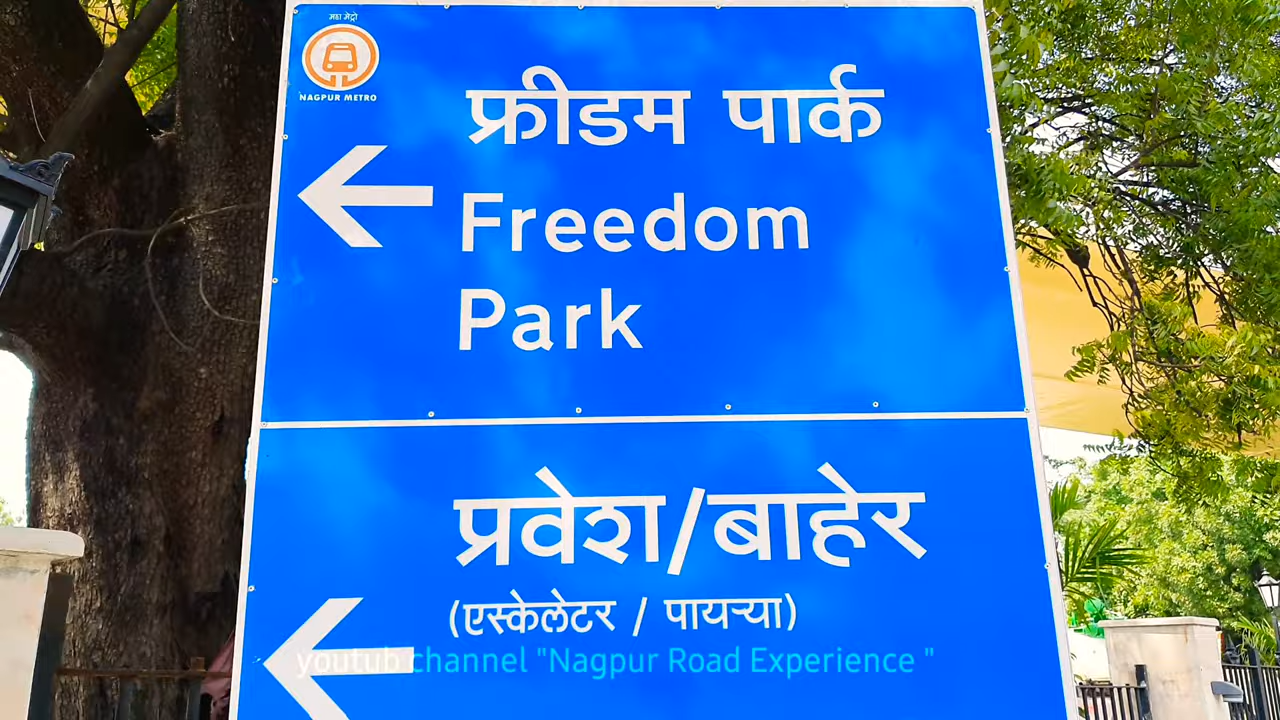 महा मेट्रो
NAGPUR METRO
फ्रीडम पार्क
Freedom
Park
प्रवेश/बाहेर
(एस्केलेटर / पायऱ्या)
youtub channel "Nagpur Road Experience "